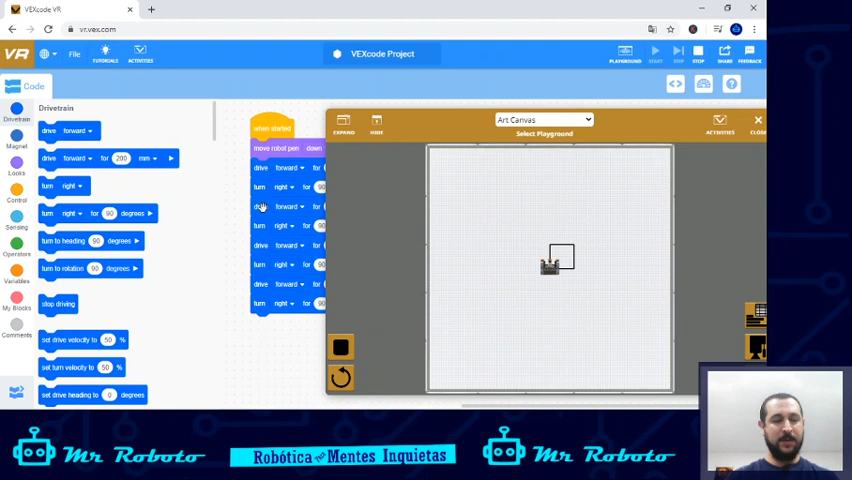 VEXcode VR
vr.vex.com
VR
File
TUTORIALS
ACTIVITIES
VEXcode Project
PLAYGROUND
START
STEP
STOP
SHARE
FEEDBACK
Code
Drivetrain
Drivetrain
Magnet
Looks
Control
Sensing
Operators
Variables
My Blocks
Comments
drive forward
drive forward for 200 mm
turn right
turn right for 90 degrees
turn to heading 90 degrees
turn to rotation 90 degrees
stop driving
set drive velocity to 50 %
set turn velocity to 50 %
set drive heading to 0 degrees
when started
move robot pen down
drive forward for
turn right for 90
drive forward for
turn right for 90
drive forward for
turn right for 90
drive forward for
turn right for 90
EXPAND
HIDE
Art Canvas
Select Playground
ACTIVITIES
CLOS
Mr Roboto
Robótica Para Mentes Inquietas
Mr Roboto